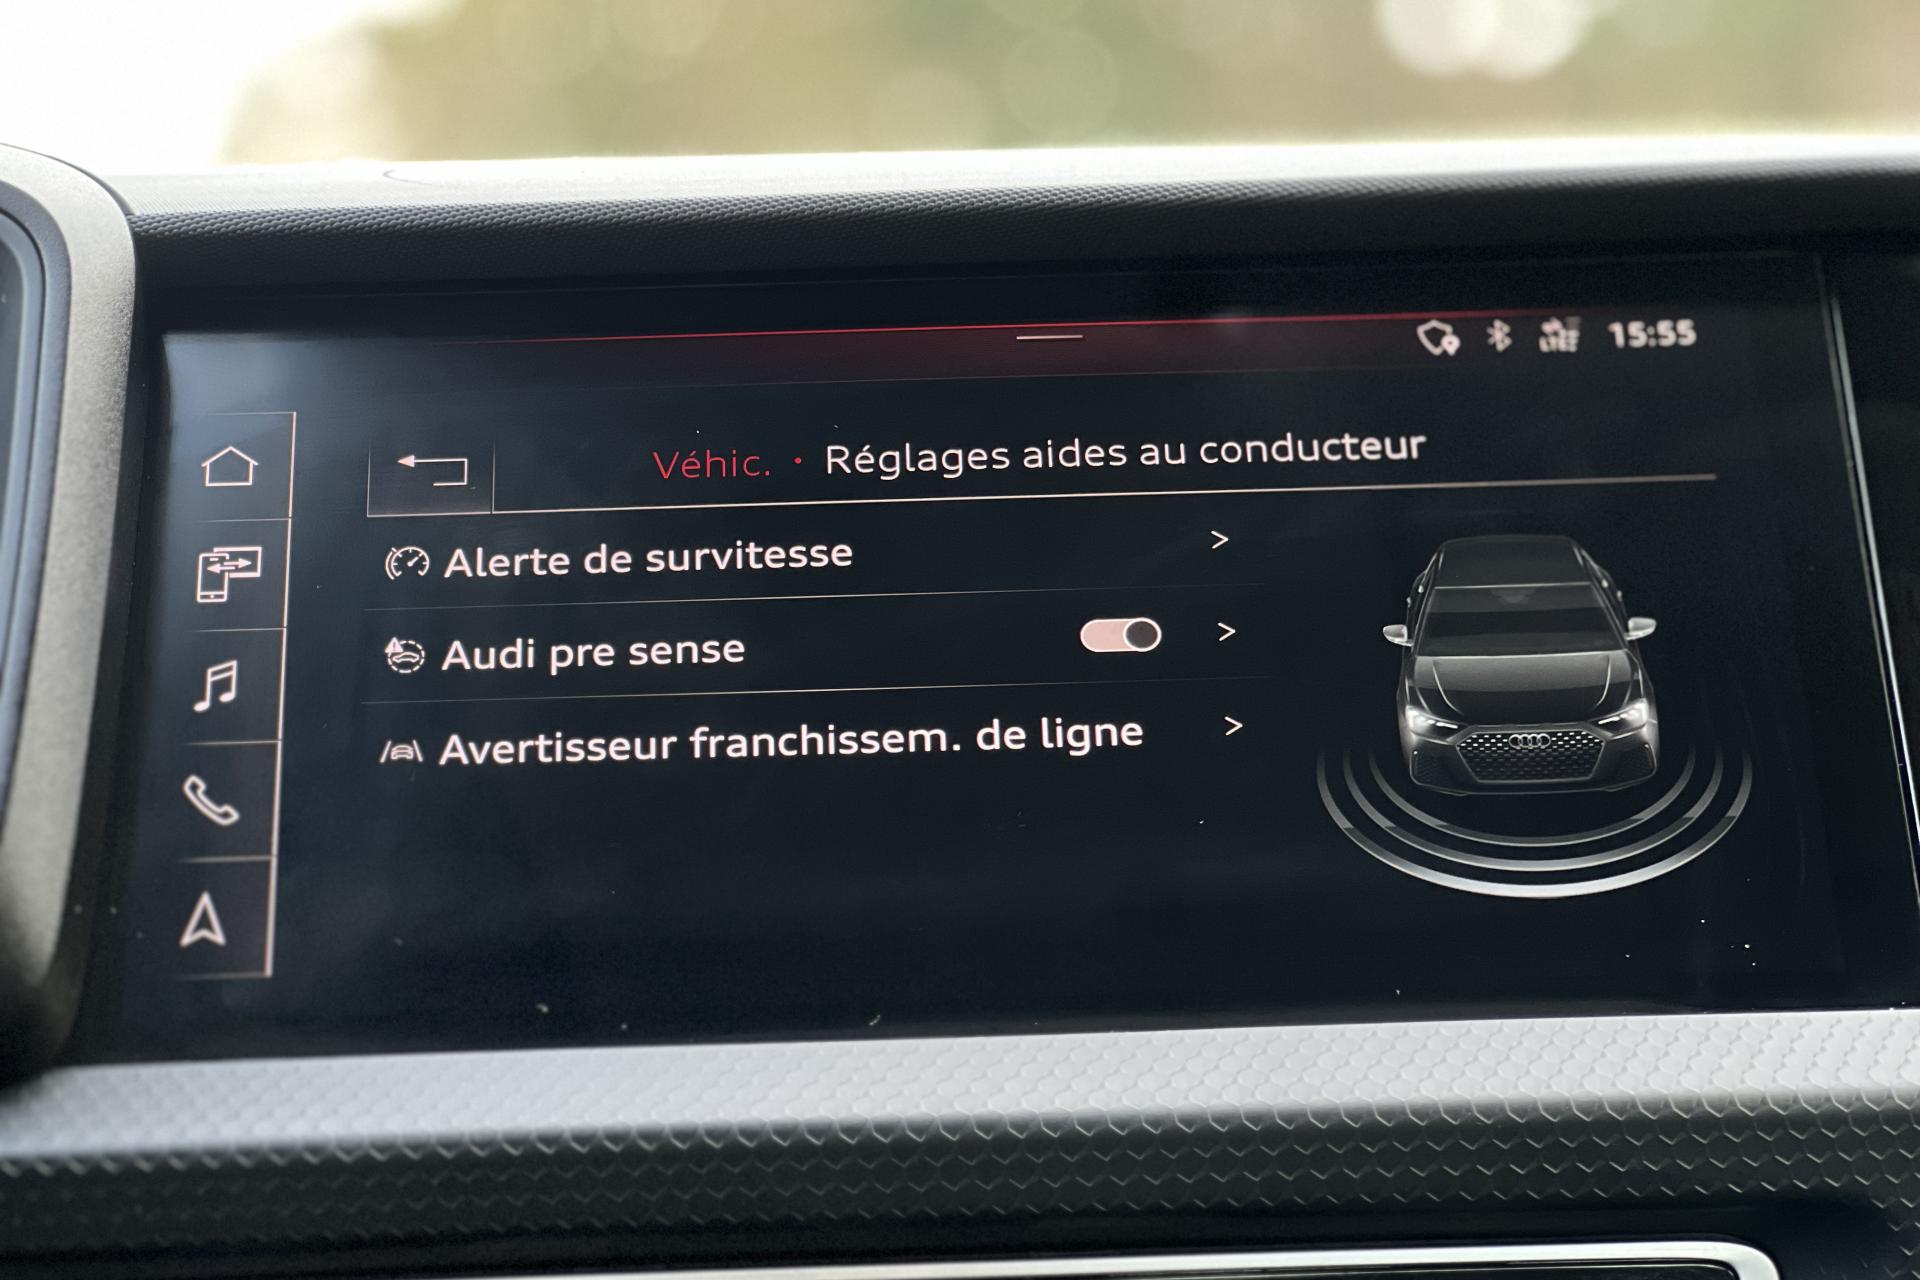 15:55
Véhic. • Réglages aides au conducteur
Alerte de survitesse
Audi pre sense
Avertisseur franchissem. de ligne